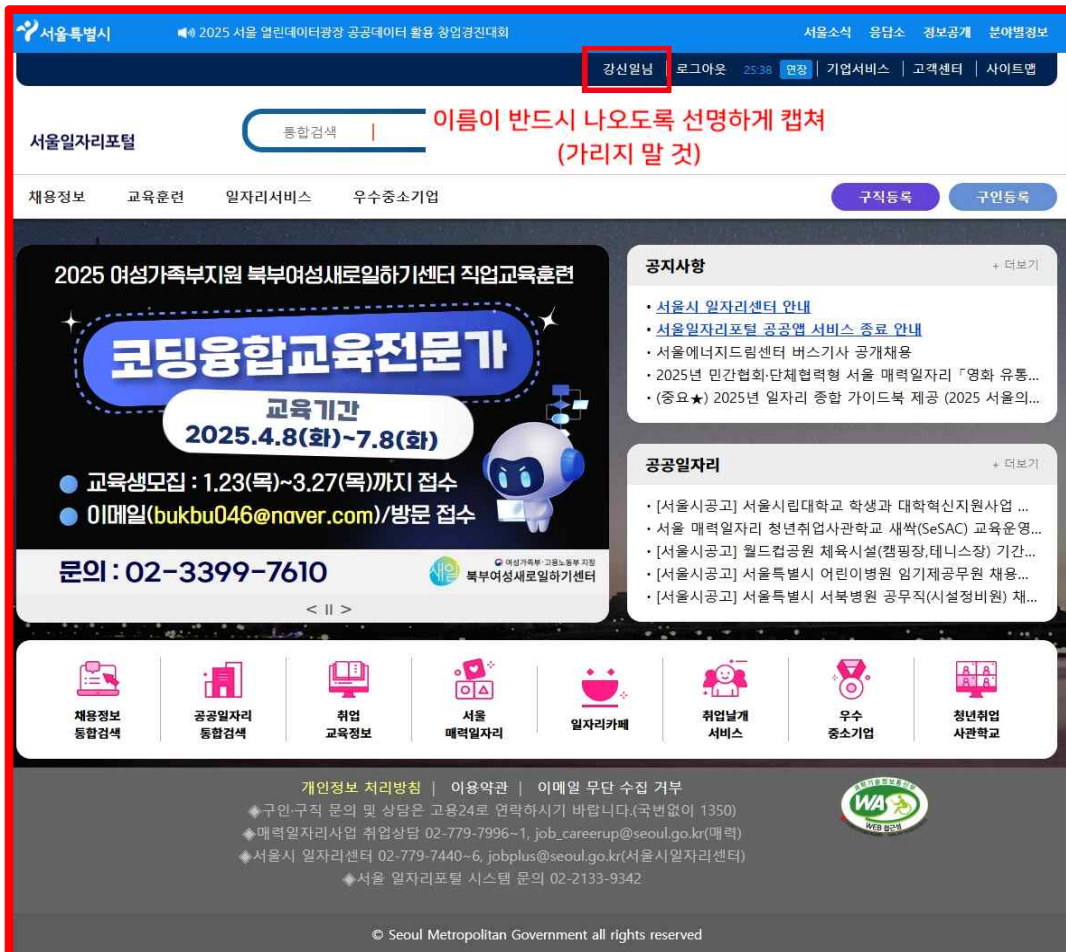 서울특별시
2025 서울 열린데이터광장 공공데이터 활용 창업경진대회
서울소식 응답소 정보공개 분야별정보
강신일님 | 로그아웃 25:38 연장 | 기업서비스 | 고객센터 | 사이트맵
서울일자리포털
통합검색
이름이 반드시 나오도록 선명하게 캡쳐
(가리지 말 것)
채용정보 교육훈련 일자리서비스 우수중소기업
구직등록 구인등록
2025 여성가족부지원 북부여성새로일하기센터 직업교육훈련
코딩융합교육전문가
교육기간
2025.4.8(화)~7.8(화)
교육생모집 : 1.23(목)~3.27(목)까지 접수
이메일(bukbu046@naver.com)/방문 접수
문의 : 02-3399-7610
새일
여성가족부·고용노동부 지정
북부여성새로일하기센터
< II >
공지사항 + 더보기
• 서울시 일자리센터 안내
• 서울일자리포털 공공앱 서비스 종료 안내
• 서울에너지드림센터 버스기사 공개채용
• 2025년 민간협회·단체협력형 서울 매력일자리「영화 유통...
• (중요★) 2025년 일자리 종합 가이드북 제공 (2025 서울의...
공공일자리 + 더보기
• [서울시공고] 서울시립대학교 학생과 대학혁신지원사업 ...
• 서울 매력일자리 청년취업사관학교 새싹(SeSAC) 교육운영...
• [서울시공고] 월드컵공원 체육시설(캠핑장,테니스장) 기간...
• [서울시공고] 서울특별시 어린이병원 임기제공무원 채용...
• [서울시공고] 서울특별시 서북병원 공무직(시설정비원) 채...
채용정보
통합검색
공공일자리
통합검색
취업
교육정보
서울
매력일자리
일자리카페
취업날개
서비스
우수
중소기업
청년취업
사관학교
개인정보 처리방침 | 이용약관 | 이메일 무단 수집 거부
◈구인·구직 문의 및 상담은 고용24로 연락하시기 바랍니다.(국번없이 1350)
◈매력일자리사업 취업상담 02-779-7996~1, job_careerup@seoul.go.kr(매력)
◈서울시 일자리센터 02-779-7440~6, jobplus@seoul.go.kr(서울시일자리센터)
◈서울 일자리포털 시스템 문의 02-2133-9342
과학기술정보통신부
WA
WEB 접근성
© Seoul Metropolitan Government all rights reserved